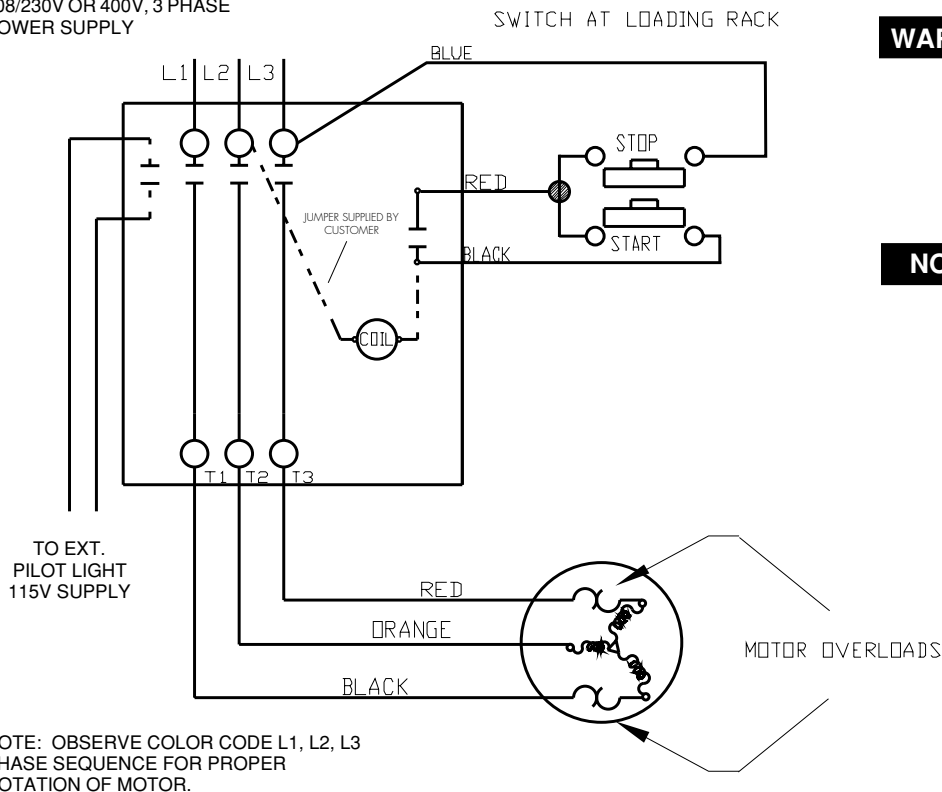 08/230V OR 400V, 3 PHASE
OWER SUPPLY
SWITCH AT LOADING RACK
WAR
BLUE
L1 L2 L3
STOP
RED
JUMPER SUPPLIED BY
CUSTOMER
START
BLACK
NO
COIL
T1 T2 T3
TO EXT.
PILOT LIGHT
115V SUPPLY
RED
ORANGE
MOTOR OVERLOADS
BLACK
OTE: OBSERVE COLOR CODE L1, L2, L3
HASE SEQUENCE FOR PROPER
OTATION OF MOTOR.